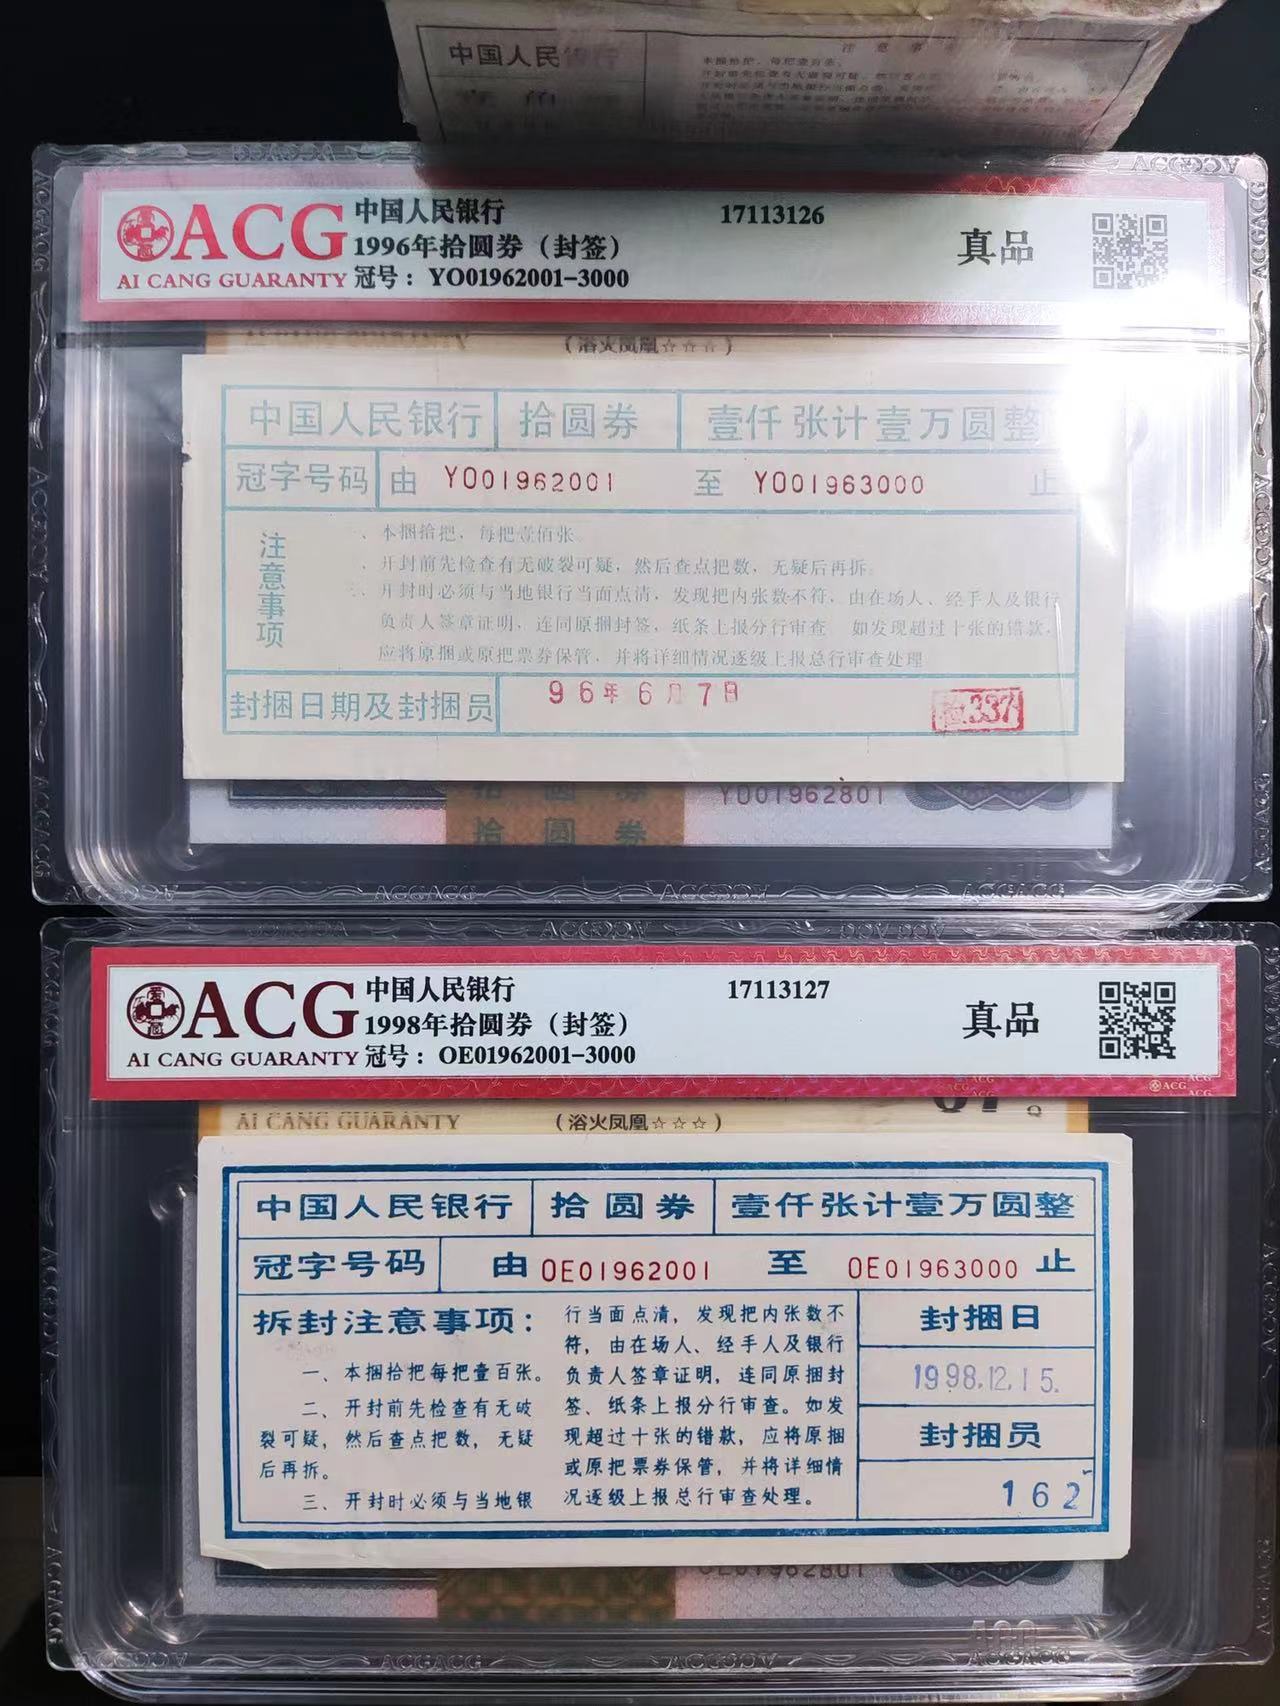 中国人民银行
注意事
ACG
AI CANG GUARANTY
中国人民银行
1996年拾圆券（封签）
冠号：YO01962001-3000
17113126
真品
（浴火凤凰☆☆☆）
中国人民银行 拾圆券 壹仟张计壹万圆整
冠字号码 由 YO01962001 至 YO01963000 止
注意事项
、本捆拾把，每把壹佰张
、开封前先检查有无破裂可疑，然后查点把数，无疑后再拆。
三、开封时必须与当地银行当面点清，发现把内张数不符，由在场人、经手人及银行
负责人签章证明，连同原捆封签，纸条上报分行审查 如发现超过十张的错款，
应将原捆或原把票券保管，并将详细情况逐级上报总行审查处理
封捆日期及封捆员 96年6月7日 337
拾圆券 YO01962801
拾圆券
ACG
AI CANG GUARANTY
中国人民银行
1998年拾圆券（封签）
冠号：OE01962001-3000
17113127
真品
AI CANG GUARANTY （浴火凤凰☆☆☆）
中国人民银行 拾圆券 壹仟张计壹万圆整
冠字号码 由 OE01962001 至 OE01963000 止
拆封注意事项：
一、本捆拾把每把壹百张。
二、开封前先检查有无破
裂可疑，然后查点把数，无疑
后再拆。
三、开封时必须与当地银
行当面点清，发现把内张数不
符，由在场人、经手人及银行
负责人签章证明，连同原捆封
签、纸条上报分行审查。如发
现超过十张的错款，应将原捆
或原把票券保管，并将详细情
况逐级上报总行审查处理。
封捆日
1998.12.15.
封捆员
162
OE01962801